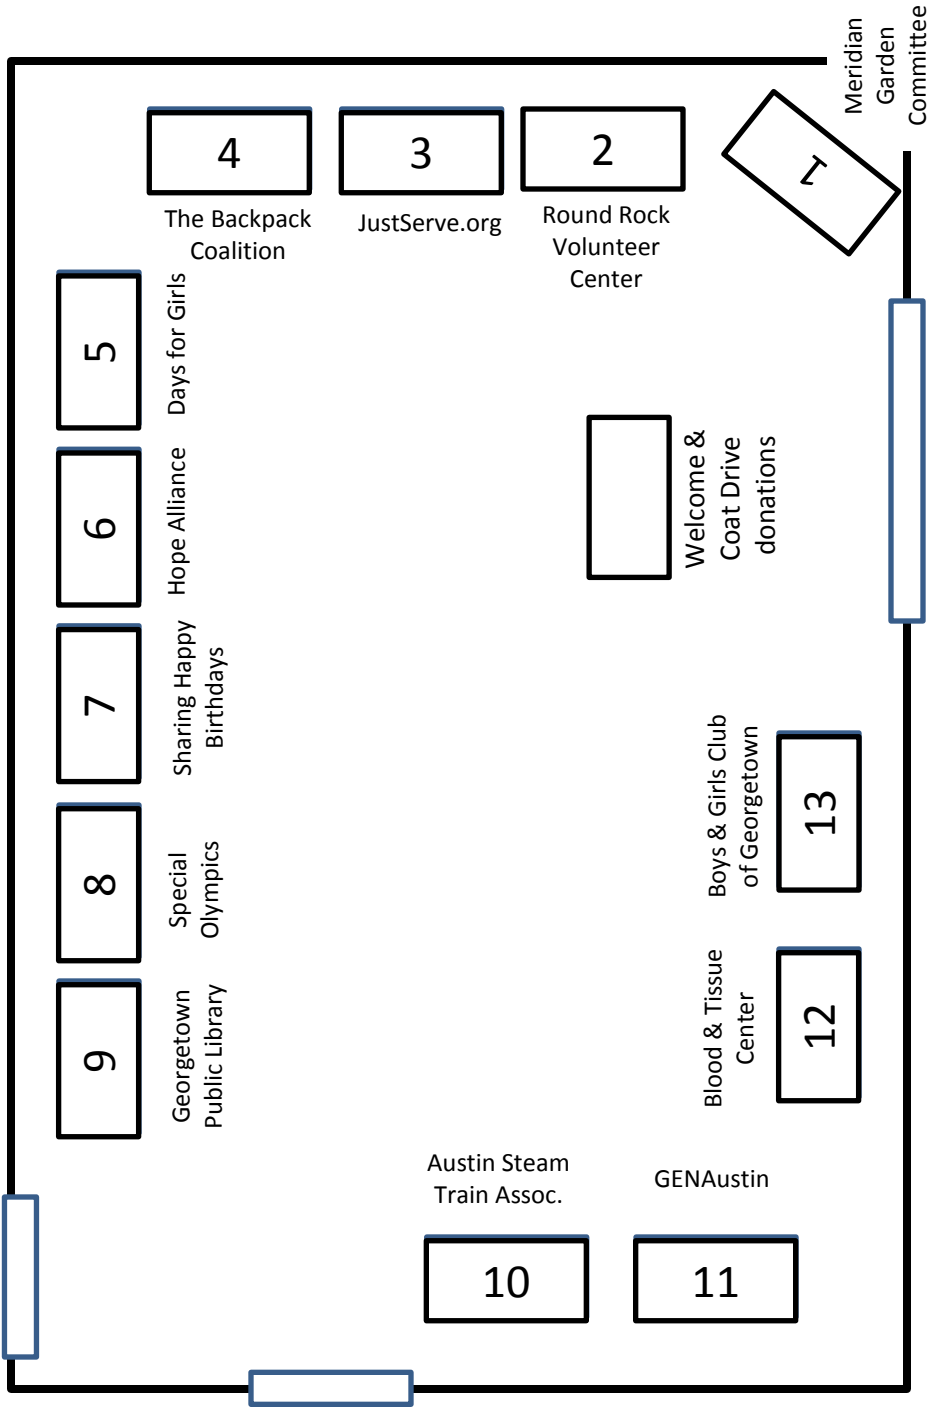 Meridian
Garden
Committee
1
2
Round Rock
Volunteer
Center
3
JustServe.org
4
The Backpack
Coalition
5
Days for Girls
6
Hope Alliance
7
Sharing Happy
Birthdays
8
Special
Olympics
9
Georgetown
Public Library
10
Austin Steam
Train Assoc.
11
GENAustin
12
Blood & Tissue
Center
13
Boys & Girls Club
of Georgetown
Welcome &
Coat Drive
donations